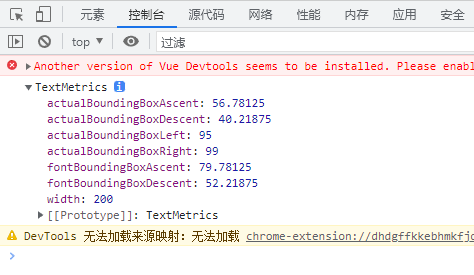 元素 控制台 源代码 网络 性能 内存 应用 安全
top 过滤
Another version of Vue Devtools seems to be installed. Please enabl
TextMetrics i
actualBoundingBoxAscent: 56.78125
actualBoundingBoxDescent: 40.21875
actualBoundingBoxLeft: 95
actualBoundingBoxRight: 99
fontBoundingBoxAscent: 79.78125
fontBoundingBoxDescent: 52.21875
width: 200
[[Prototype]]: TextMetrics
DevTools 无法加载来源映射：无法加载 chrome-extension://dhdgffkkebhmkfjo